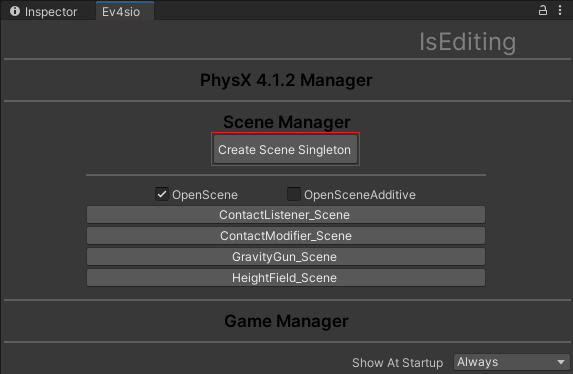 Inspector Ev4sio
IsEditing
PhysX 4.1.2 Manager
Scene Manager
Create Scene Singleton
OpenScene OpenSceneAdditive
ContactListener_Scene
ContactModifier_Scene
GravityGun_Scene
HeightField_Scene
Game Manager
Show At Startup Always